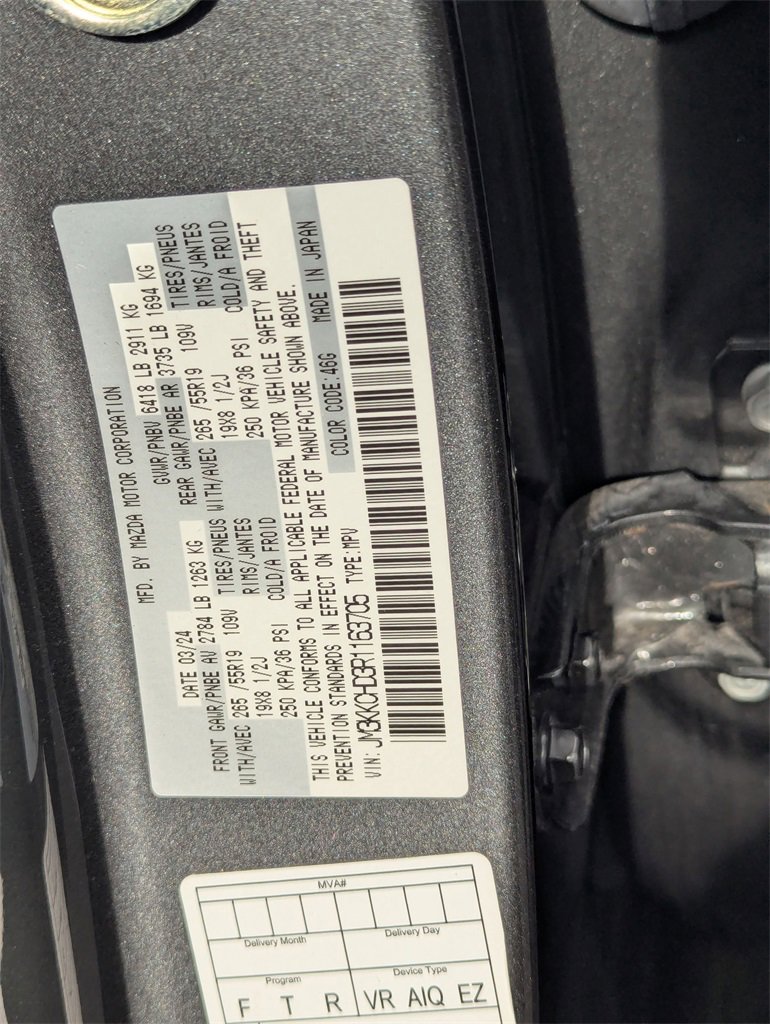 MFD. BY MAZDA MOTOR CORPORATION
DATE 03/24 GVWR/PNBV 6418 LB 2911 KG
FRONT GAWR/PNBE AV 2784 LB 1263 KG REAR GAWR/PNBE AR 3735 LB 1694 KG
TIRES/PNEUS TIRES/PNEUS
WITH/AVEC 265 /55R19 109V RIMS/JANTES WITH/AVEC 265 /55R19 109V RIMS/JANTES
19X8 1/2J COLD/A FROID 19X8 1/2J COLD/A FROID
250 KPA/36 PSI 250 KPA/36 PSI
THIS VEHICLE CONFORMS TO ALL APPLICABLE FEDERAL MOTOR VEHICLE SAFETY AND THEFT
PREVENTION STANDARDS IN EFFECT ON THE DATE OF MANUFACTURE SHOWN ABOVE.
COLOR CODE:46G MADE IN JAPAN
VIN: JM3KKCHD3R1163705 TYPE:MPV
MVA#
Delivery Month Delivery Day
Program Device Type
F T R VR AIQ EZ